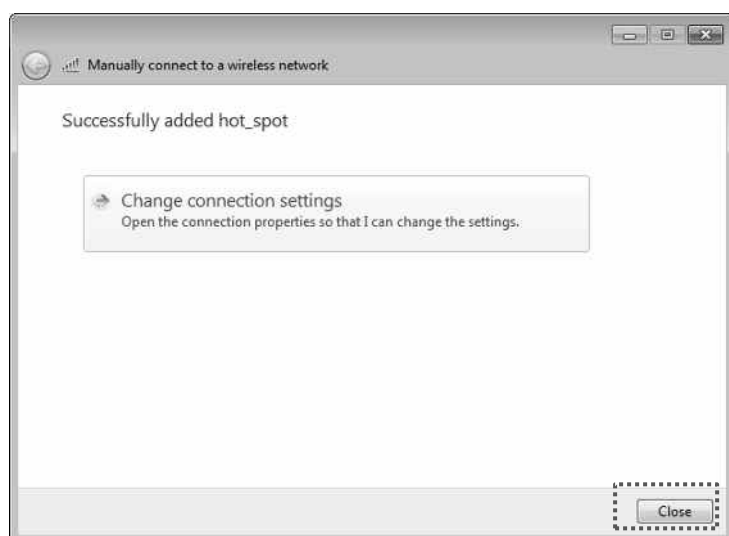 Manually connect to a wireless network
Successfully added hot_spot
Change connection settings
Open the connection properties so that I can change the settings.
Close